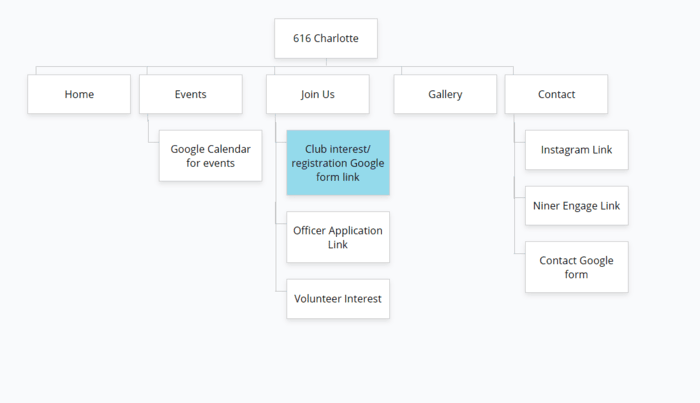 616 Charlotte
Home
Events
Join Us
Gallery
Contact
Google Calendar
for events
Club interest/
registration Google
form link
Officer Application
Link
Volunteer Interest
Instagram Link
Niner Engage Link
Contact Google
form